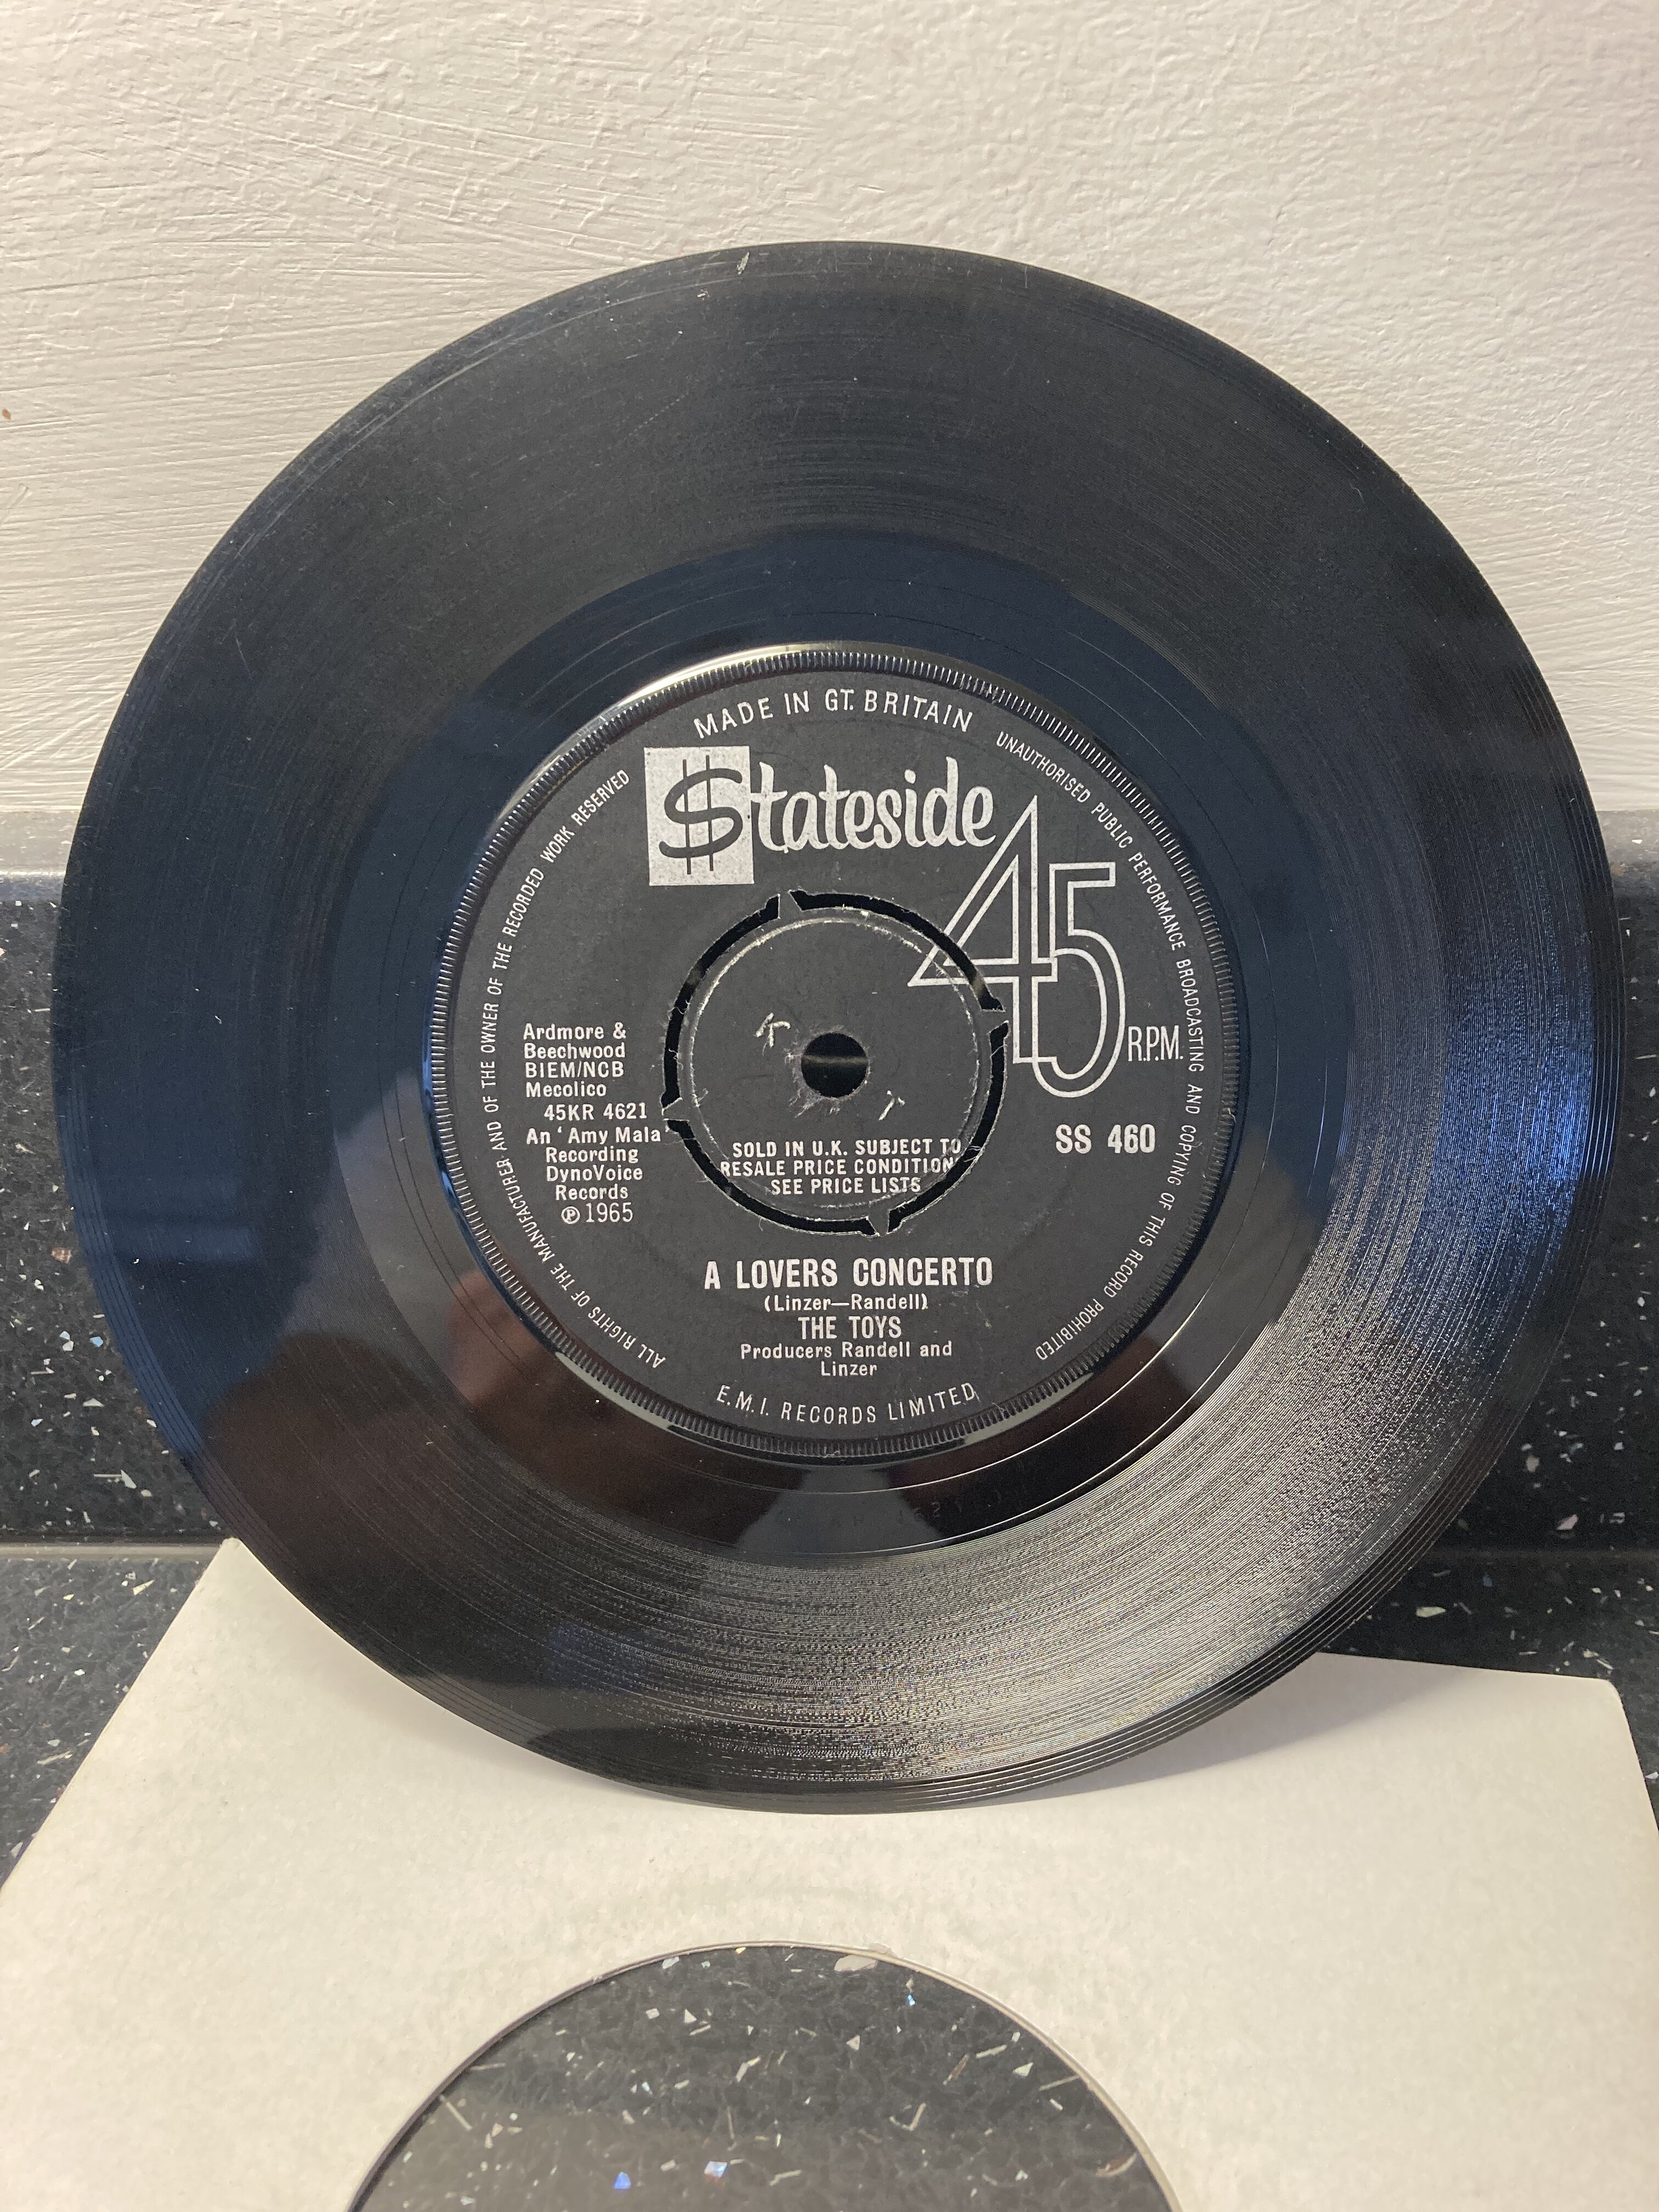 MADE IN GT. BRITAIN
UNAUTHORISED PUBLIC PERFORMANCE BROADCASTING AND COPYING OF THIS RECORD PROHIBITED
ALL RIGHTS OF THE MANUFACTURER AND OF THE OWNER OF THE RECORDED WORK RESERVED
$tateside
45
R.P.M.
K T
Ardmore &
Beechwood
BIEM/NCB
Mecolico
45KR 4621
An 'Amy Mala'
Recording
DynoVoice
Records
℗ 1965
SS 460
SOLD IN U.K. SUBJECT TO
RESALE PRICE CONDITION
SEE PRICE LISTS
A LOVERS CONCERTO
(Linzer—Randell)
THE TOYS
Producers Randell and
Linzer
E.M.I. RECORDS LIMITED